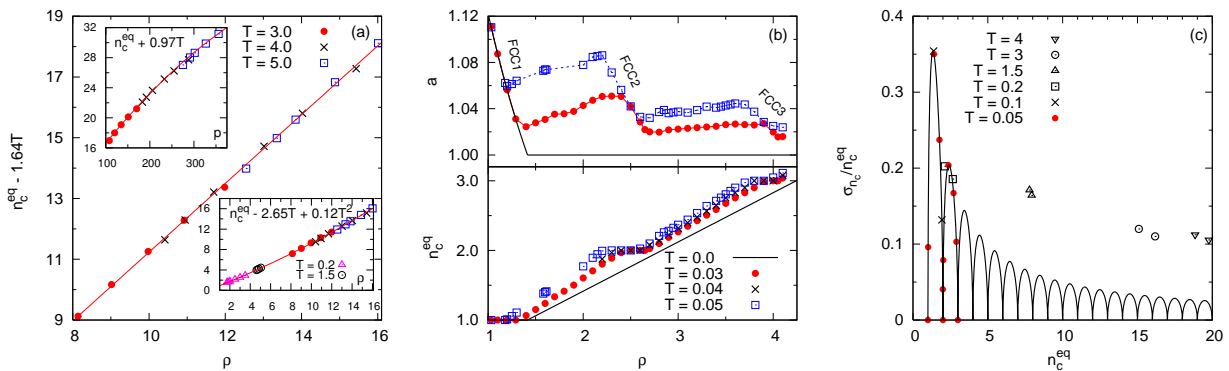 (a)
n_c^eq - 1.64T
19
17
15
13
11
9
8 10 12 14 16
ρ
T = 3.0
T = 4.0
T = 5.0
n_c^eq + 0.97T
32
28
24
20
16
100 200 300
p
n_c^eq - 2.65T + 0.12T^2
16
12
8
4
T = 0.2
T = 1.5
2 4 6 8 10 12 14 16
ρ
(b)
a
1.12
1.08
1.04
1.00
FCC1
FCC2
FCC3
n_c^eq
3.0
2.0
1.0
T = 0.0
T = 0.03
T = 0.04
T = 0.05
1 2 3 4
ρ
(c)
σ_{n_c}/n_c^eq
0.4
0.3
0.2
0.1
0
T = 4
T = 3
T = 1.5
T = 0.2
T = 0.1
T = 0.05
0 5 10 15 20
n_c^eq